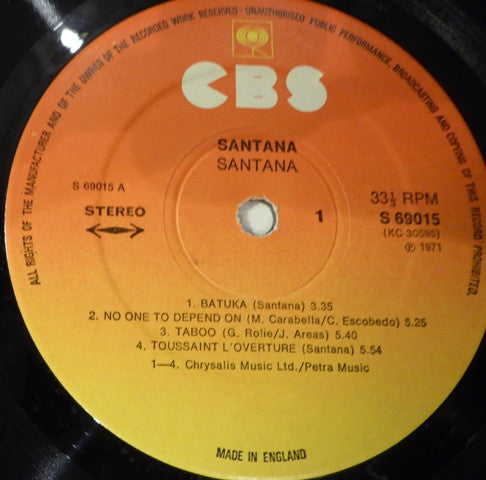 ALL RIGHTS OF THE MANUFACTURER AND OF THE OWNER OF THE RECORDED WORK RESERVED - UNAUTHORISED PUBLIC PERFORMANCE, BROADCASTING AND COPYING OF THIS RECORD PROHIBITED.
CBS
SANTANA
SANTANA
S 69015 A
STEREO
1
33⅓ RPM
S 69015
(KC 30595)
℗ 1971
1. BATUKA (Santana) 3.35
2. NO ONE TO DEPEND ON (M. Carabella/C. Escobedo) 5.25
3. TABOO (G. Rolie/J. Areas) 5.40
4. TOUSSAINT L'OVERTURE (Santana) 5.54
1—4. Chrysalis Music Ltd./Petra Music
MADE IN ENGLAND